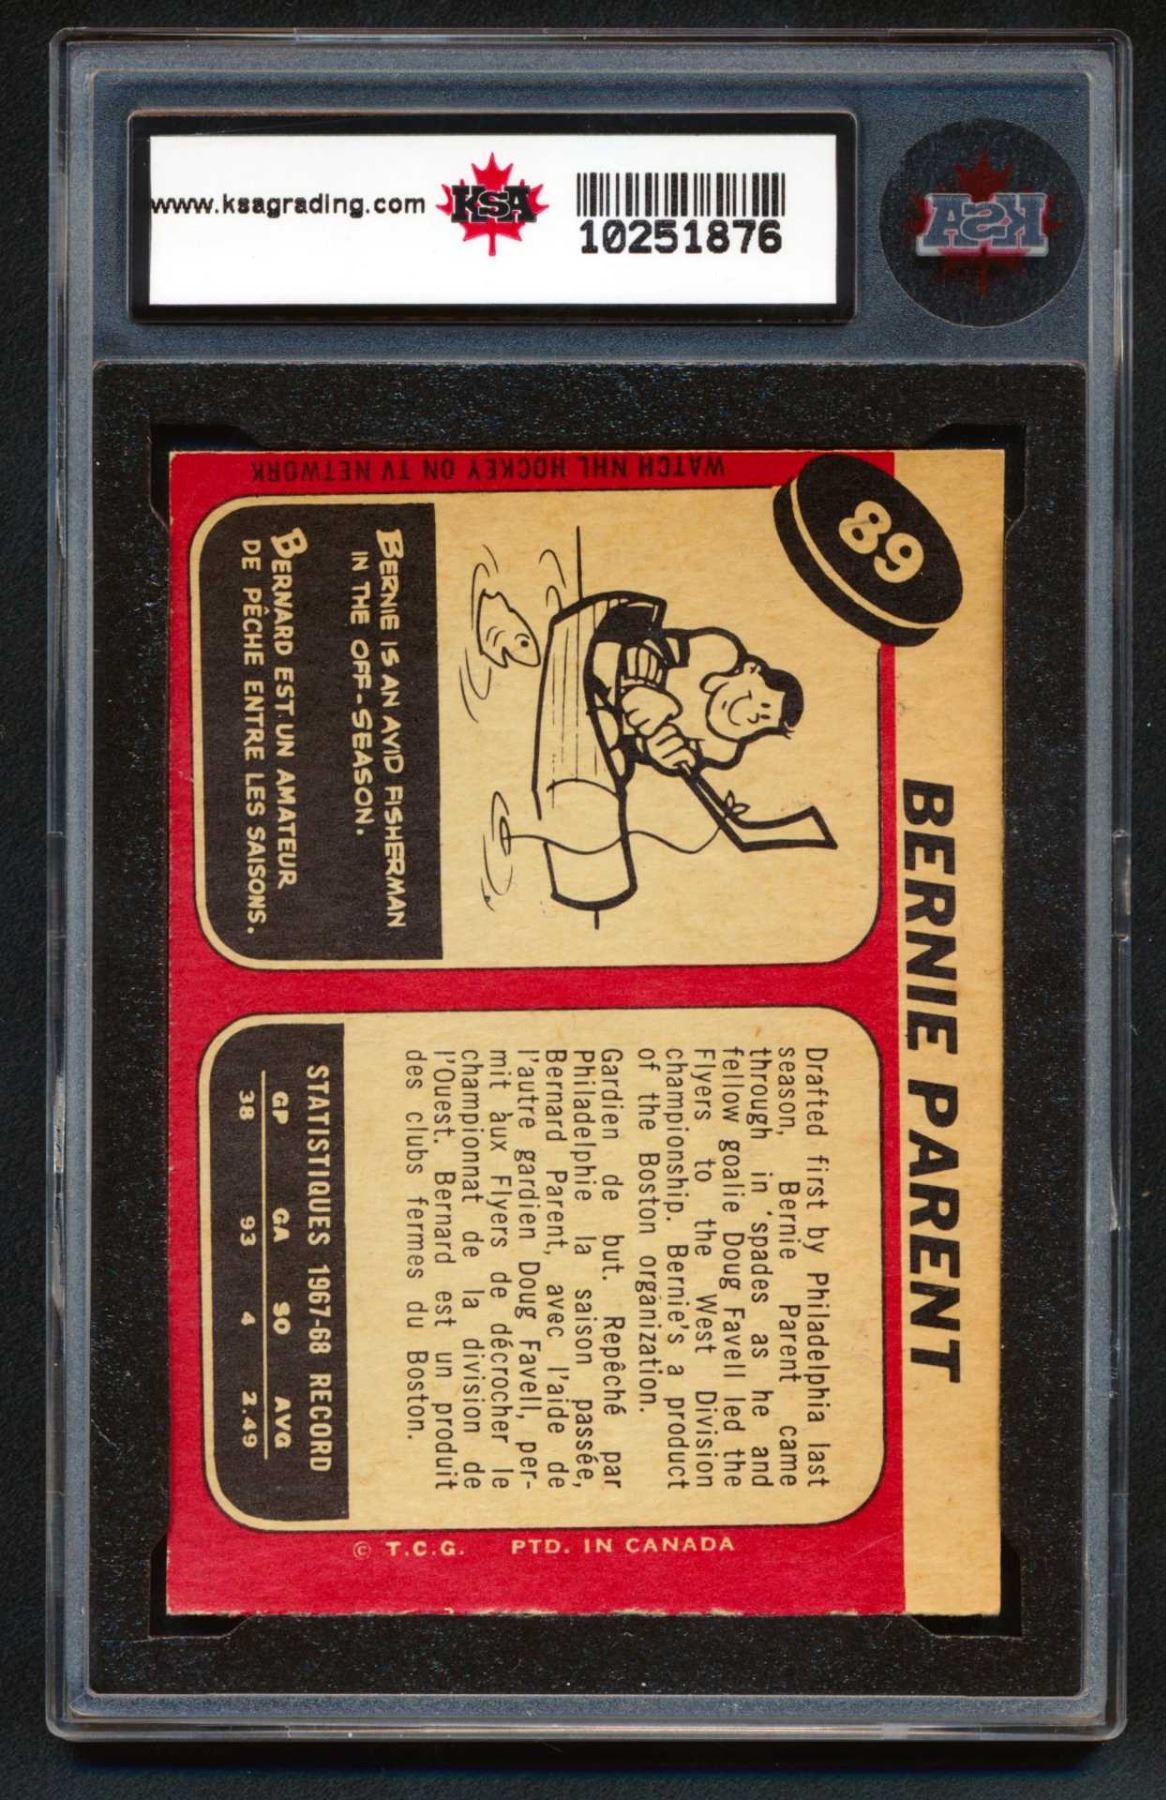 www.ksagrading.com
KSA
10251876
KSA
WATCH NHL HOCKEY ON TV NETWORK
89
BERNIE PARENT
BERNIE IS AN AVID FISHERMAN
IN THE OFF-SEASON.
BERNARD EST UN AMATEUR
DE PÊCHE ENTRE LES SAISONS.
Drafted first by Philadelphia last
season, Bernie Parent came
through in spades as he and
fellow goalie Doug Favell led the
Flyers to the West Division
championship. Bernie's a product
of the Boston organization.
Gardien de but. Repêché par
Philadelphie la saison passée,
Bernard Parent, avec l'aide de
l'autre gardien Doug Favell, per-
mit aux Flyers de décrocher le
championnat de la division de
l'Ouest. Bernard est un produit
des clubs fermes du Boston.
STATISTIQUES 1967-68 RECORD
GP GA SO AVG
38 93 4 2.49
© T.C.G. PTD. IN CANADA